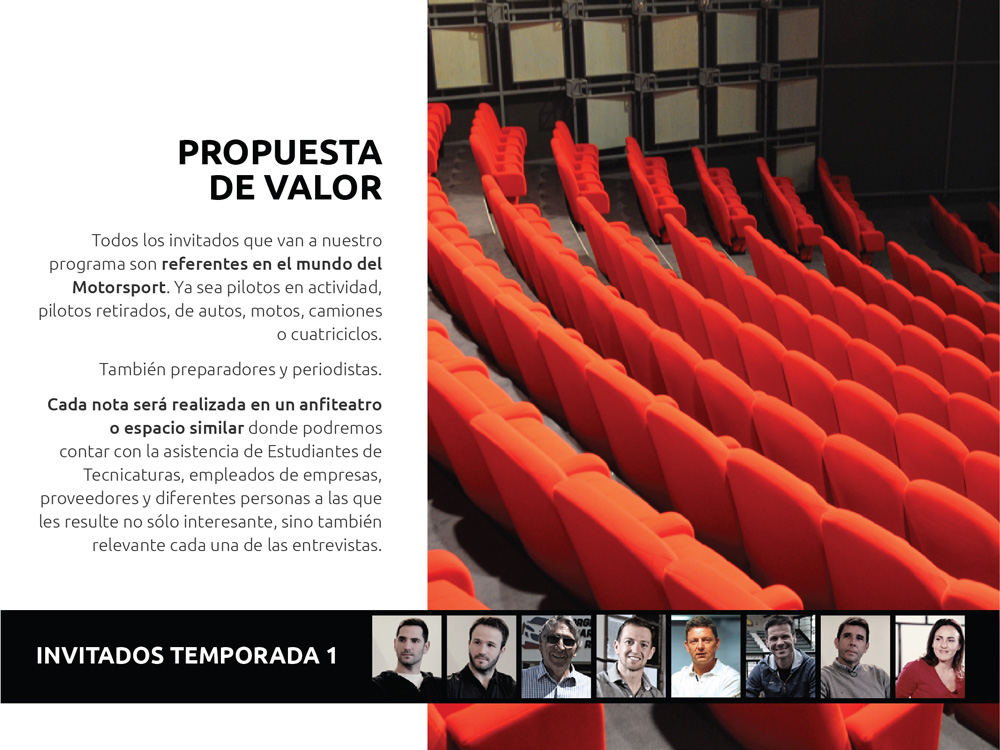 PROPUESTA
DE VALOR
Todos los invitados que van a nuestro
programa son referentes en el mundo del
Motorsport. Ya sea pilotos en actividad,
pilotos retirados, de autos, motos, camiones
o cuatriciclos.
También preparadores y periodistas.
Cada nota será realizada en un anfiteatro
o espacio similar donde podremos
contar con la asistencia de Estudiantes de
Tecnicaturas, empleados de empresas,
proveedores y diferentes personas a las que
les resulte no sólo interesante, sino también
relevante cada una de las entrevistas.
INVITADOS TEMPORADA 1